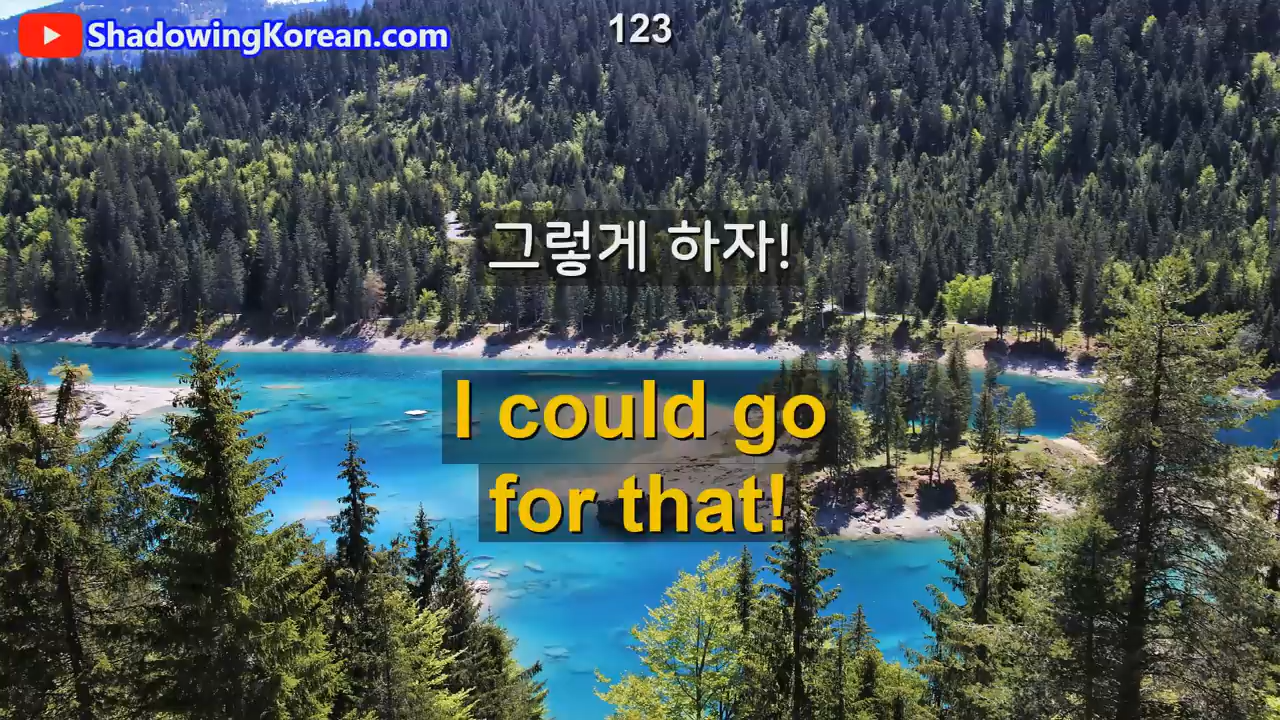 ShadowingKorean.com
123
그렇게 하자!
I could go
for that!